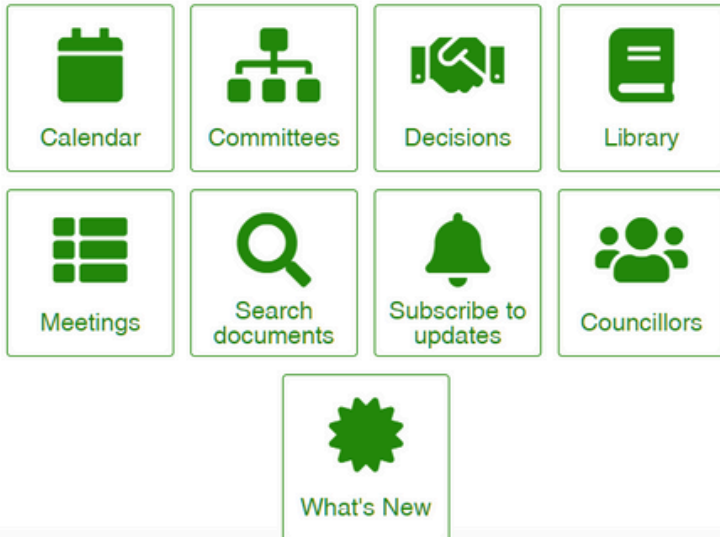 Calendar
Committees
Decisions
Library
Meetings
Search
documents
Subscribe to
updates
Councillors
What's New